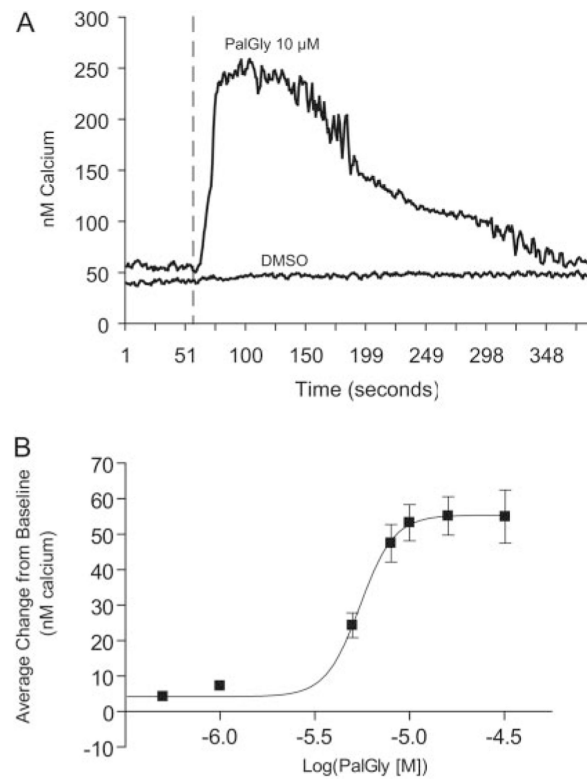 A
PalGly 10 µM
nM Calcium
300
250
200
150
100
50
0
DMSO
1 51 100 150 199 249 298 348
Time (seconds)
B
Average Change from Baseline
(nM calcium)
70
60
50
40
30
20
10
0
-10
-6.0 -5.5 -5.0 -4.5
Log(PalGly [M])